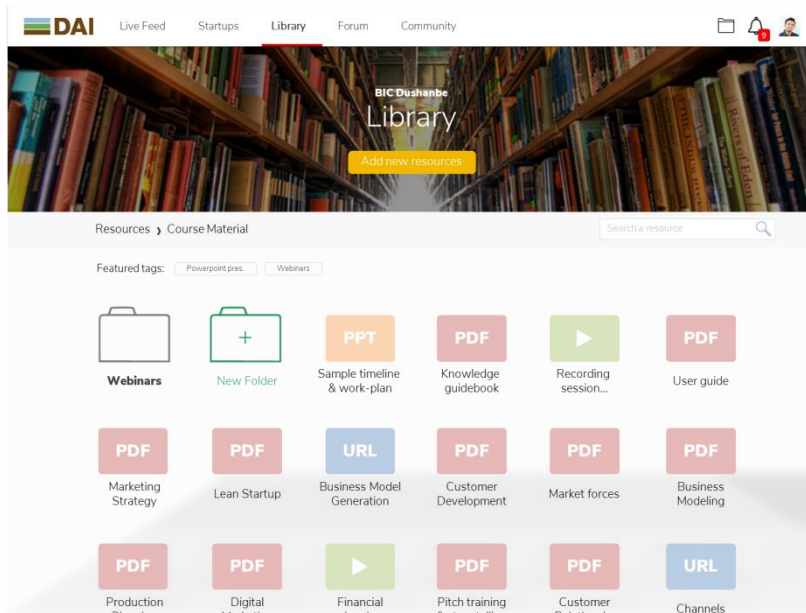 DAI
Live Feed Startups Library Forum Community
9
BIC Dushanbe
Library
Add new resources
Rivers of Eden
Resources ❯ Course Material
Search a resource
Featured tags: Powerpoint pres. Webinars
PPT PDF PDF
Webinars New Folder Sample timeline Knowledge Recording User guide
& work-plan guidebook session...
PDF PDF URL PDF PDF PDF
Marketing Lean Startup Business Model Customer Market forces Business
Strategy Generation Development Modeling
PDF PDF PDF PDF URL
Production Digital Financial Pitch training Customer Channels